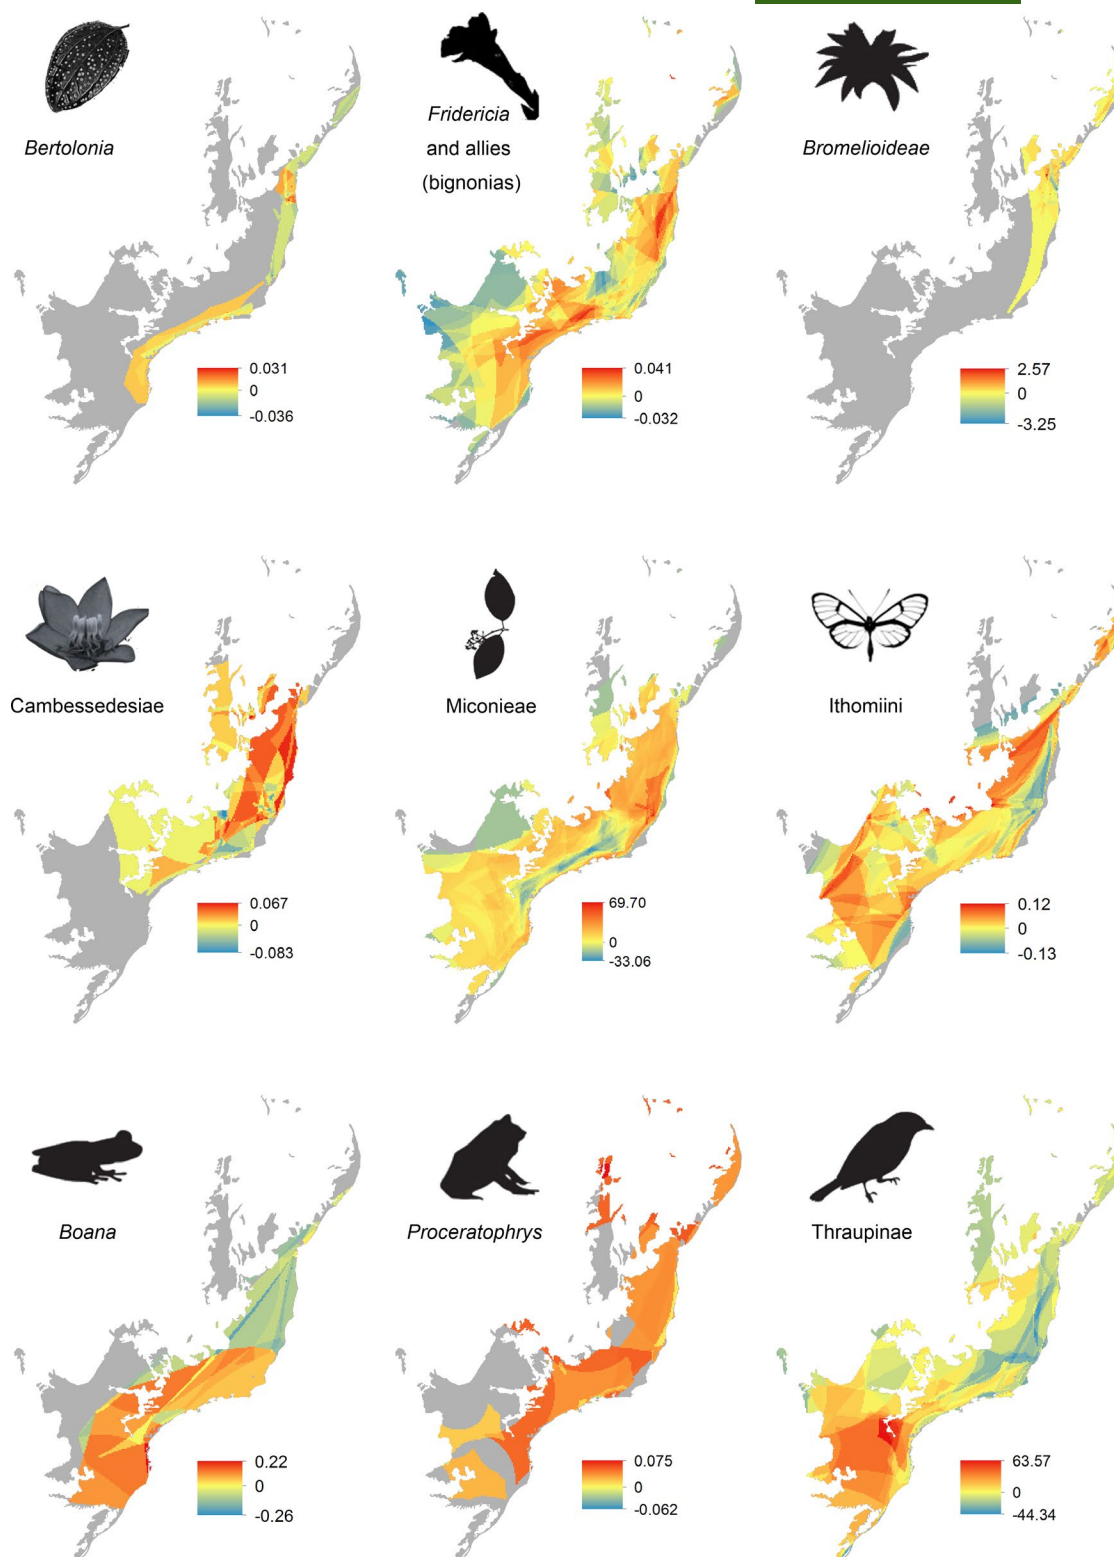 Bertolonia
0.031
0
-0.036
Fridericia
and allies
(bignonias)
0.041
0
-0.032
Bromelioideae
2.57
0
-3.25
Cambessedesiae
0.067
0
-0.083
Miconieae
69.70
0
-33.06
Ithomiini
0.12
0
-0.13
Boana
0.22
0
-0.26
Proceratophrys
0.075
0
-0.062
Thraupinae
63.57
0
-44.34